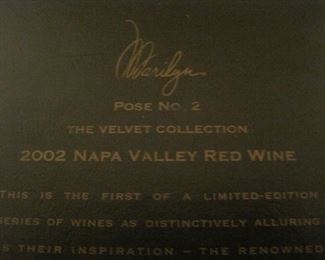 Marilyn
POSE NO. 2
THE VELVET COLLECTION
2002 NAPA VALLEY RED WINE
THIS IS THE FIRST OF A LIMITED-EDITION
SERIES OF WINES AS DISTINCTIVELY ALLURING
AS THEIR INSPIRATION – THE RENOWNED